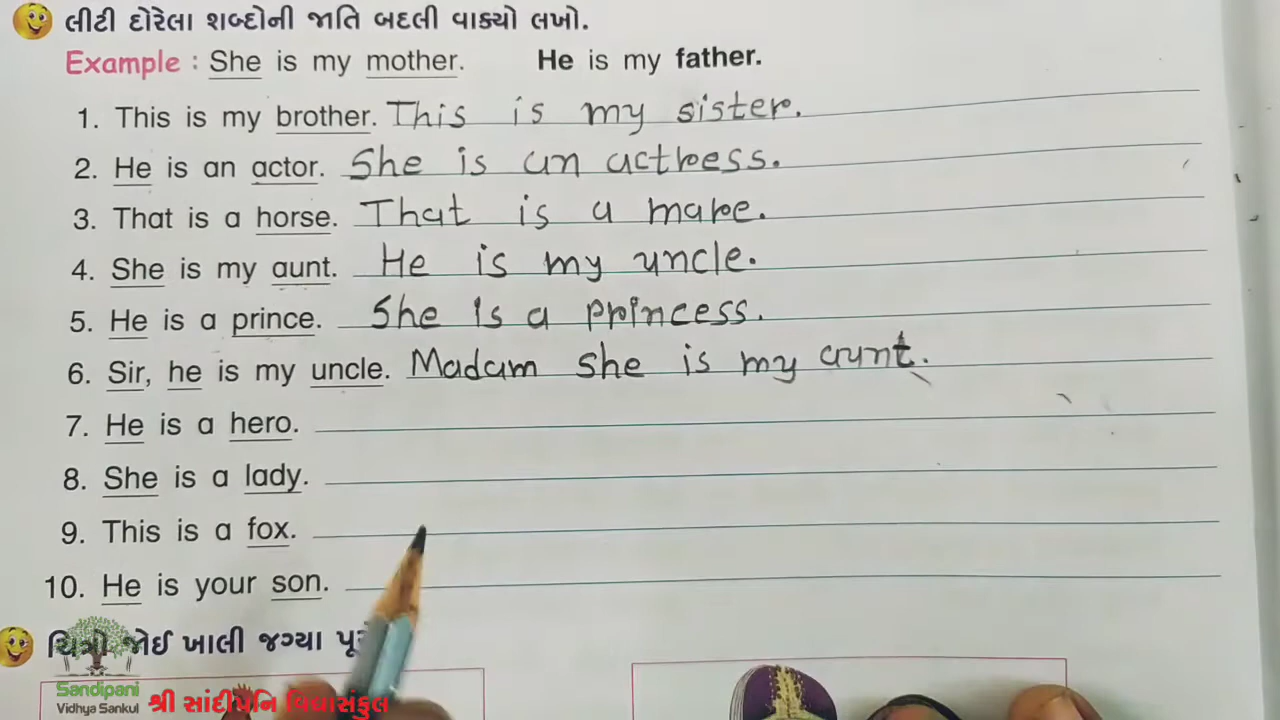 લીટી દોરેલા શબ્દોની જાતિ બદલી વાક્યો લખો.
Example : She is my mother. He is my father.
1. This is my brother. This is my sister.
2. He is an actor. She is an actress.
3. That is a horse. That is a mare.
4. She is my aunt. He is my uncle.
5. He is a prince. She is a princess.
6. Sir, he is my uncle. Madam she is my aunt.
7. He is a hero.
8. She is a lady.
9. This is a fox.
10. He is your son.
ચિત્રો જોઈ ખાલી જગ્યા
Sandipani
Vidhya Sankul
શ્રી સાંદીપનિ વિદ્યાસંકુલ